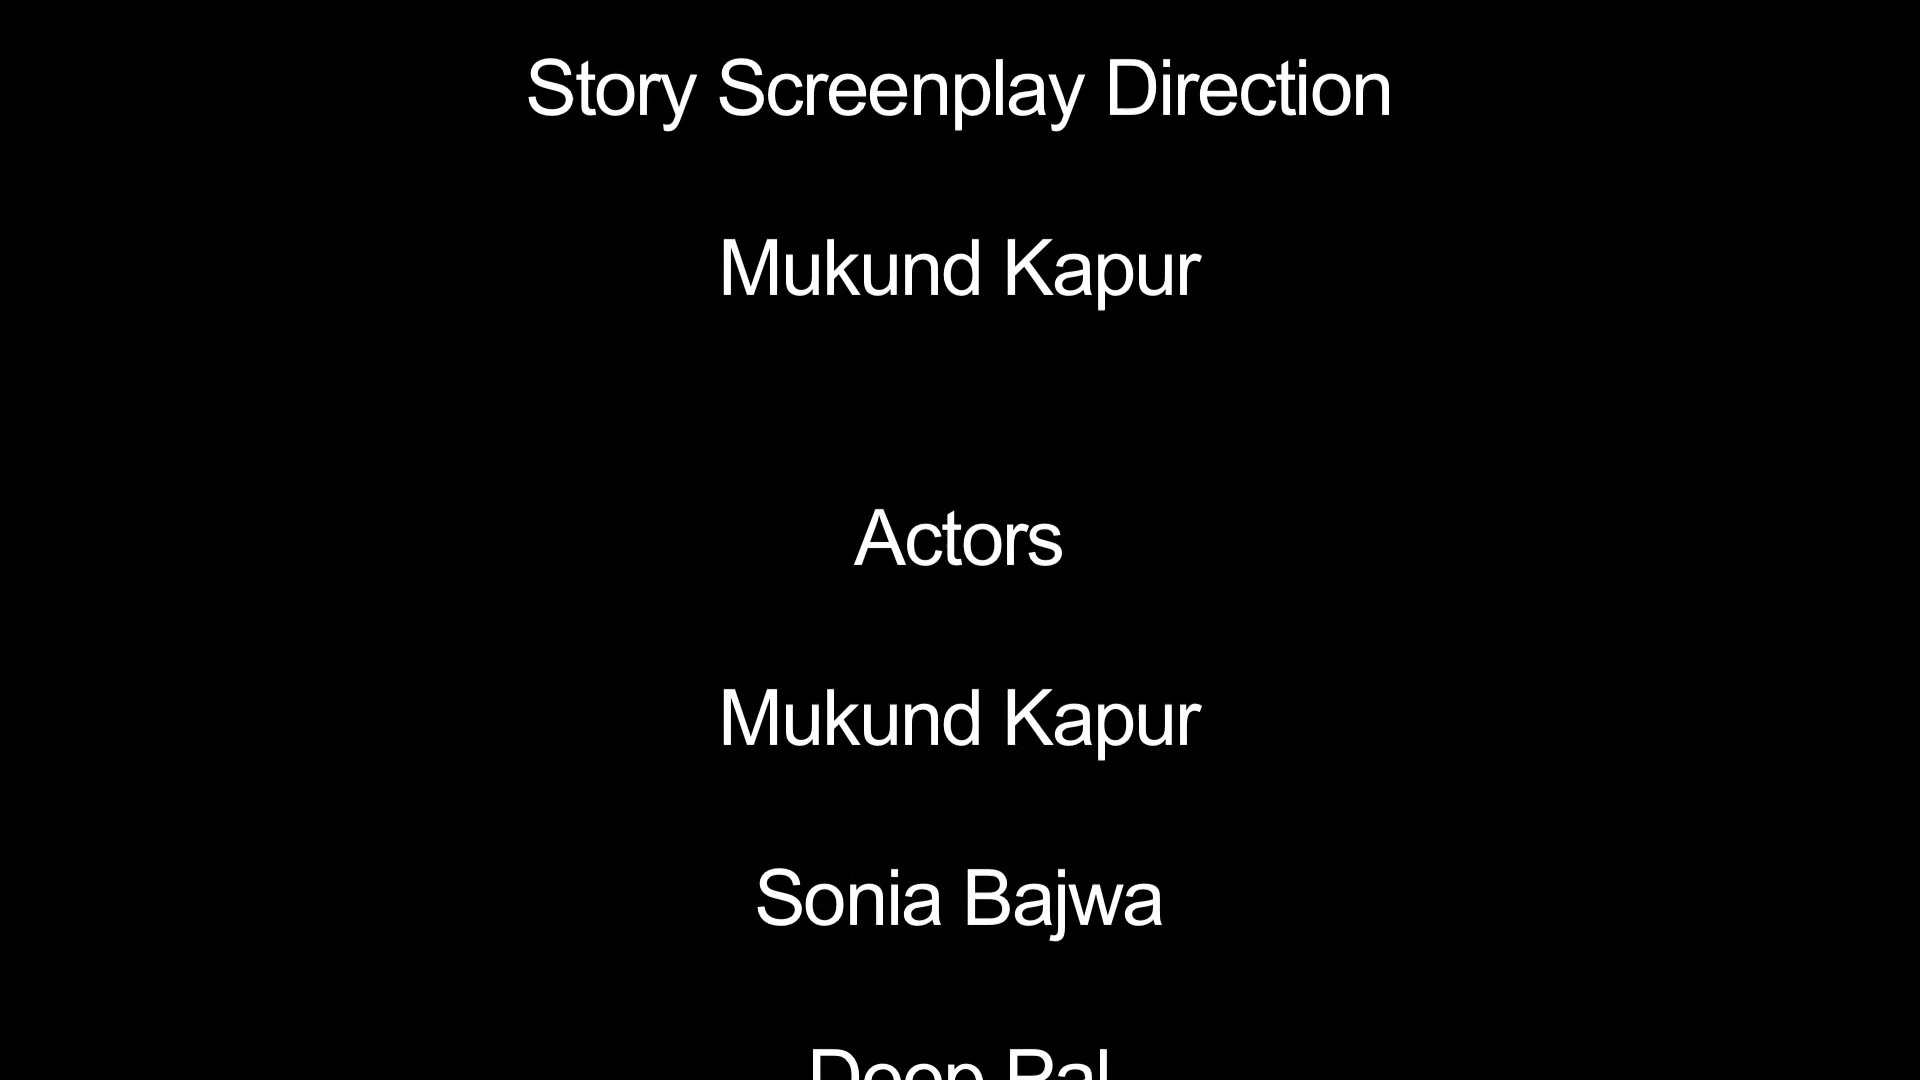 Story Screenplay Direction
Mukund Kapur
Actors
Mukund Kapur
Sonia Bajwa